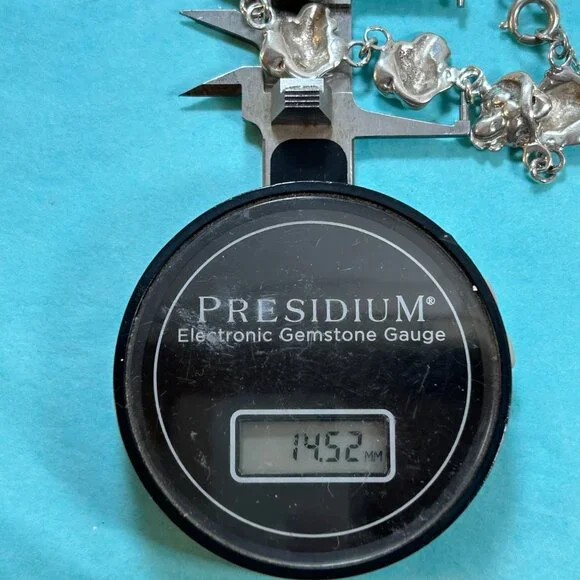 PRESIDIUM®
Electronic Gemstone Gauge
14.52 MM